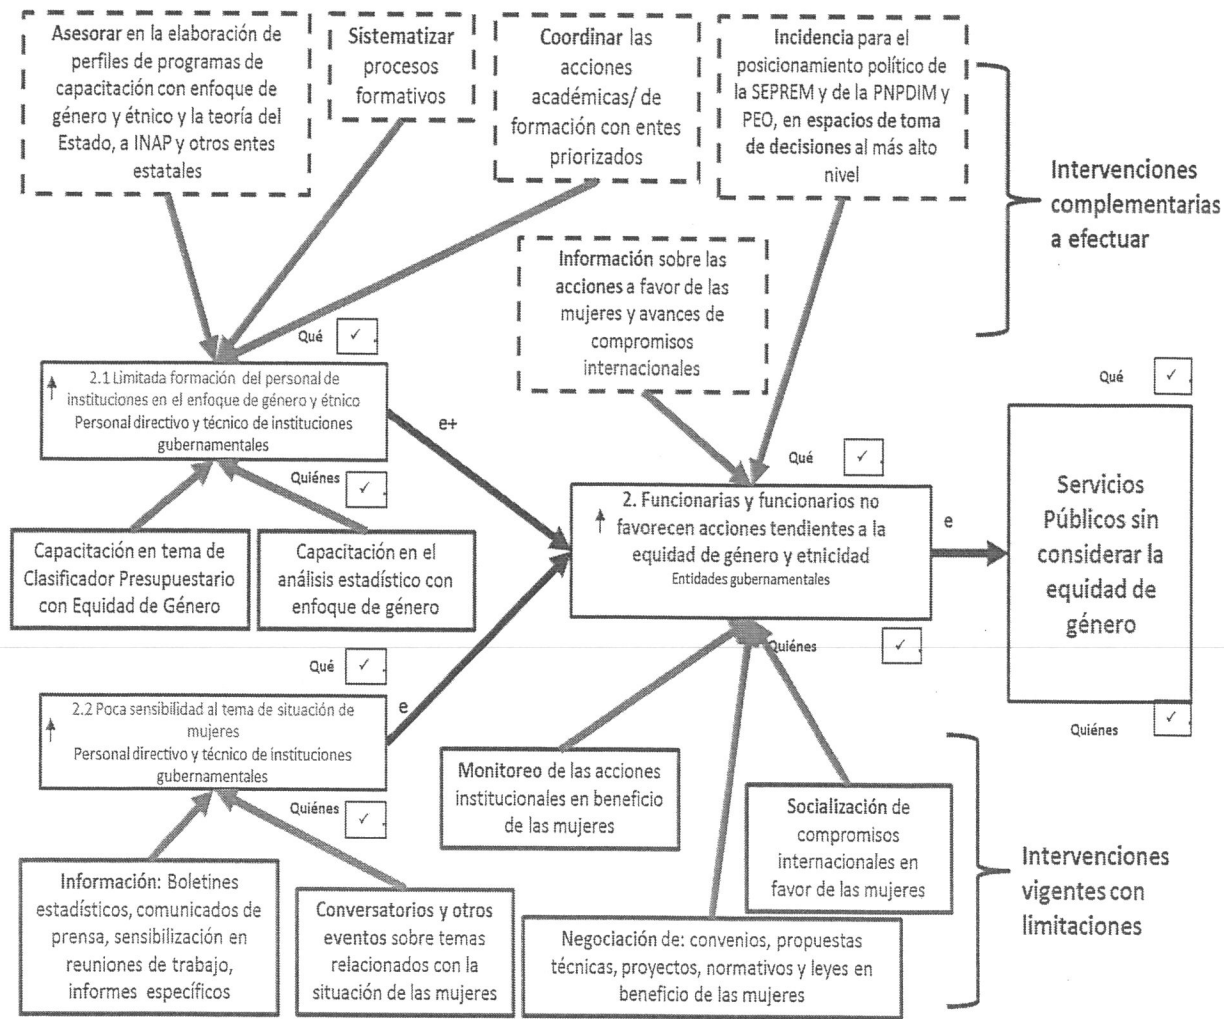 Asesorar en la elaboración de
perfiles de programas de
capacitación con enfoque de
género y étnico y la teoría del
Estado, a INAP y otros entes
estatales
Sistematizar
procesos
formativos
Coordinar las
acciones
académicas/ de
formación con entes
priorizados
Incidencia para el
posicionamiento político de
la SEPREM y de la PNPDIM y
PEO, en espacios de toma
de decisiones al más alto
nivel
Intervenciones
complementarias
a efectuar
Información sobre las
acciones a favor de las
mujeres y avances de
compromisos
internacionales
Qué ✓
2.1 Limitada formación del personal de
instituciones en el enfoque de género y étnico
Personal directivo y técnico de instituciones
gubernamentales
Quiénes ✓
e+
Capacitación en tema de
Clasificador Presupuestario
con Equidad de Género
Capacitación en el
análisis estadístico con
enfoque de género
Qué ✓
2. Funcionarias y funcionarios no
favorecen acciones tendientes a la
equidad de género y etnicidad
Entidades gubernamentales
Quiénes ✓
e
Qué ✓
Servicios
Públicos sin
considerar la
equidad de
género
Quiénes ✓
Qué ✓
2.2 Poca sensibilidad al tema de situación de
mujeres
Personal directivo y técnico de instituciones
gubernamentales
Quiénes ✓
e
Información: Boletines
estadísticos, comunicados de
prensa, sensibilización en
reuniones de trabajo,
informes específicos
Conversatorios y otros
eventos sobre temas
relacionados con la
situación de las mujeres
Monitoreo de las acciones
institucionales en beneficio
de las mujeres
Negociación de: convenios, propuestas
técnicas, proyectos, normativos y leyes en
beneficio de las mujeres
Socialización de
compromisos
internacionales en
favor de las mujeres
Intervenciones
vigentes con
limitaciones